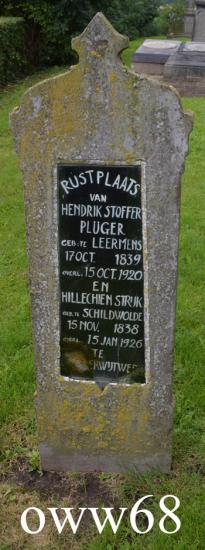 RUSTPLAATS
VAN
HENDRIK STOFFER
PLÜGER
GEB: TE LEERMENS
17 OCT. 1839
OVERL: 15 OCT. 1920
EN
HILLECHIEN STRIJK
GEB: TE SCHILDWOLDE
15 NOV. 1838
OVERL: 15 JAN 1926
TE
oww68